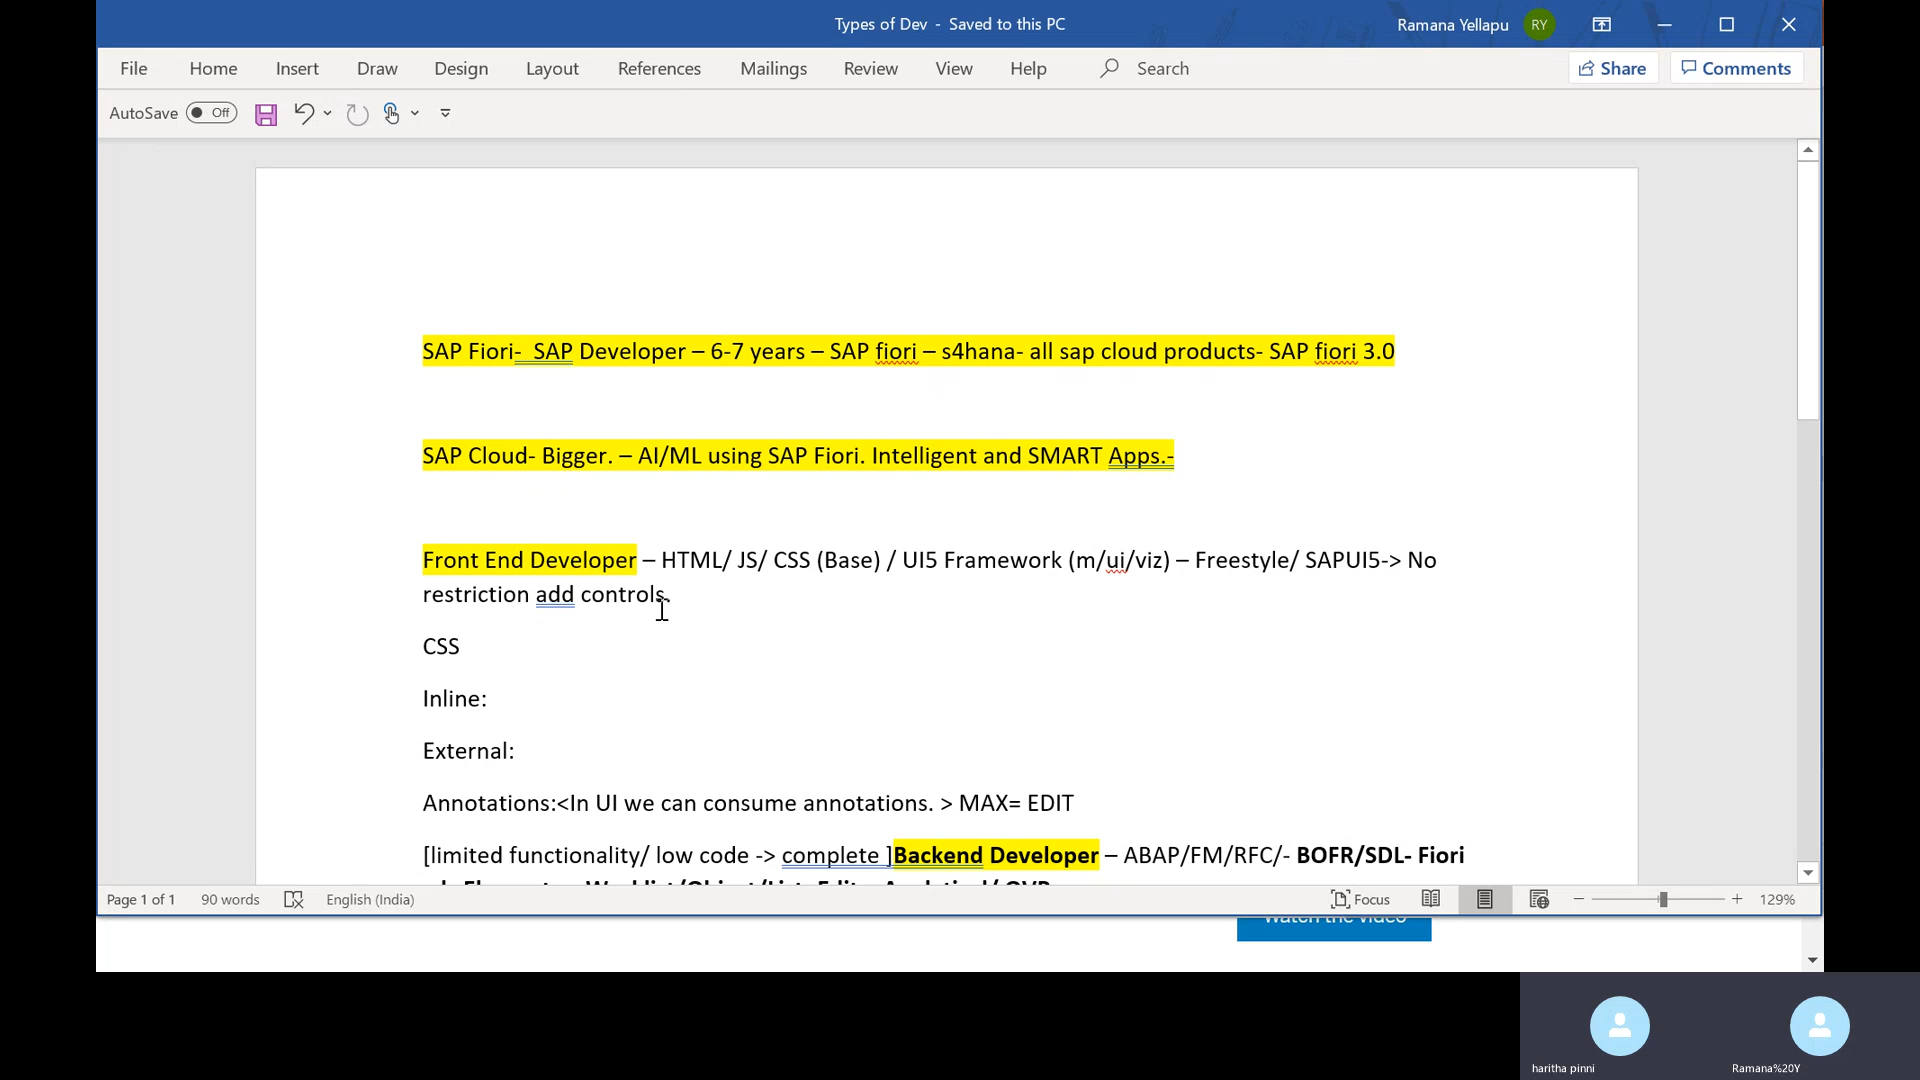 Types of Dev - Saved to this PC
Ramana Yellapu RY
File Home Insert Draw Design Layout References Mailings Review View Help Search Share Comments
AutoSave Off
SAP Fiori-  SAP Developer – 6-7 years – SAP fiori – s4hana- all sap cloud products- SAP fiori 3.0
SAP Cloud- Bigger. – AI/ML using SAP Fiori. Intelligent and SMART Apps.-
Front End Developer – HTML/ JS/ CSS (Base) / UI5 Framework (m/ui/viz) – Freestyle/ SAPUI5-> No
restriction add controls.
CSS
Inline:
External:
Annotations:<In UI we can consume annotations. > MAX= EDIT
[limited functionality/ low code -> complete ]Backend Developer – ABAP/FM/RFC/- BOFR/SDL- Fiori
Page 1 of 1 90 words English (India) Focus 129%
Watch the video
haritha pinni Ramana%20Y